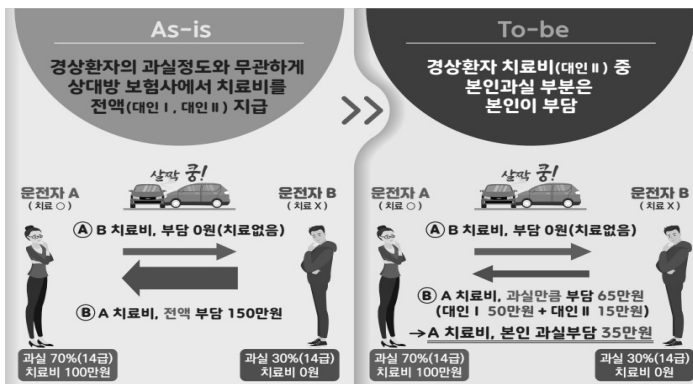 As-is
경상환자의 과실정도와 무관하게
상대방 보험사에서 치료비를
전액(대인Ⅰ, 대인Ⅱ) 지급
살짝 쿵!
운전자 A
(치료 ○)
운전자 B
(치료 X)
Ⓐ B 치료비, 부담 0원(치료없음)
Ⓑ A 치료비, 전액 부담 150만원
과실 70%(14급)
치료비 100만원
과실 30%(14급)
치료비 0원
To-be
경상환자 치료비(대인Ⅱ) 중
본인과실 부분은
본인이 부담
살짝 쿵!
운전자 A
(치료 ○)
운전자 B
(치료 X)
Ⓐ B 치료비, 부담 0원(치료없음)
Ⓑ A 치료비, 과실만큼 부담 65만원
(대인Ⅰ 50만원 + 대인Ⅱ 15만원)
→A 치료비, 본인 과실부담 35만원
과실 70%(14급)
치료비 100만원
과실 30%(14급)
치료비 0원